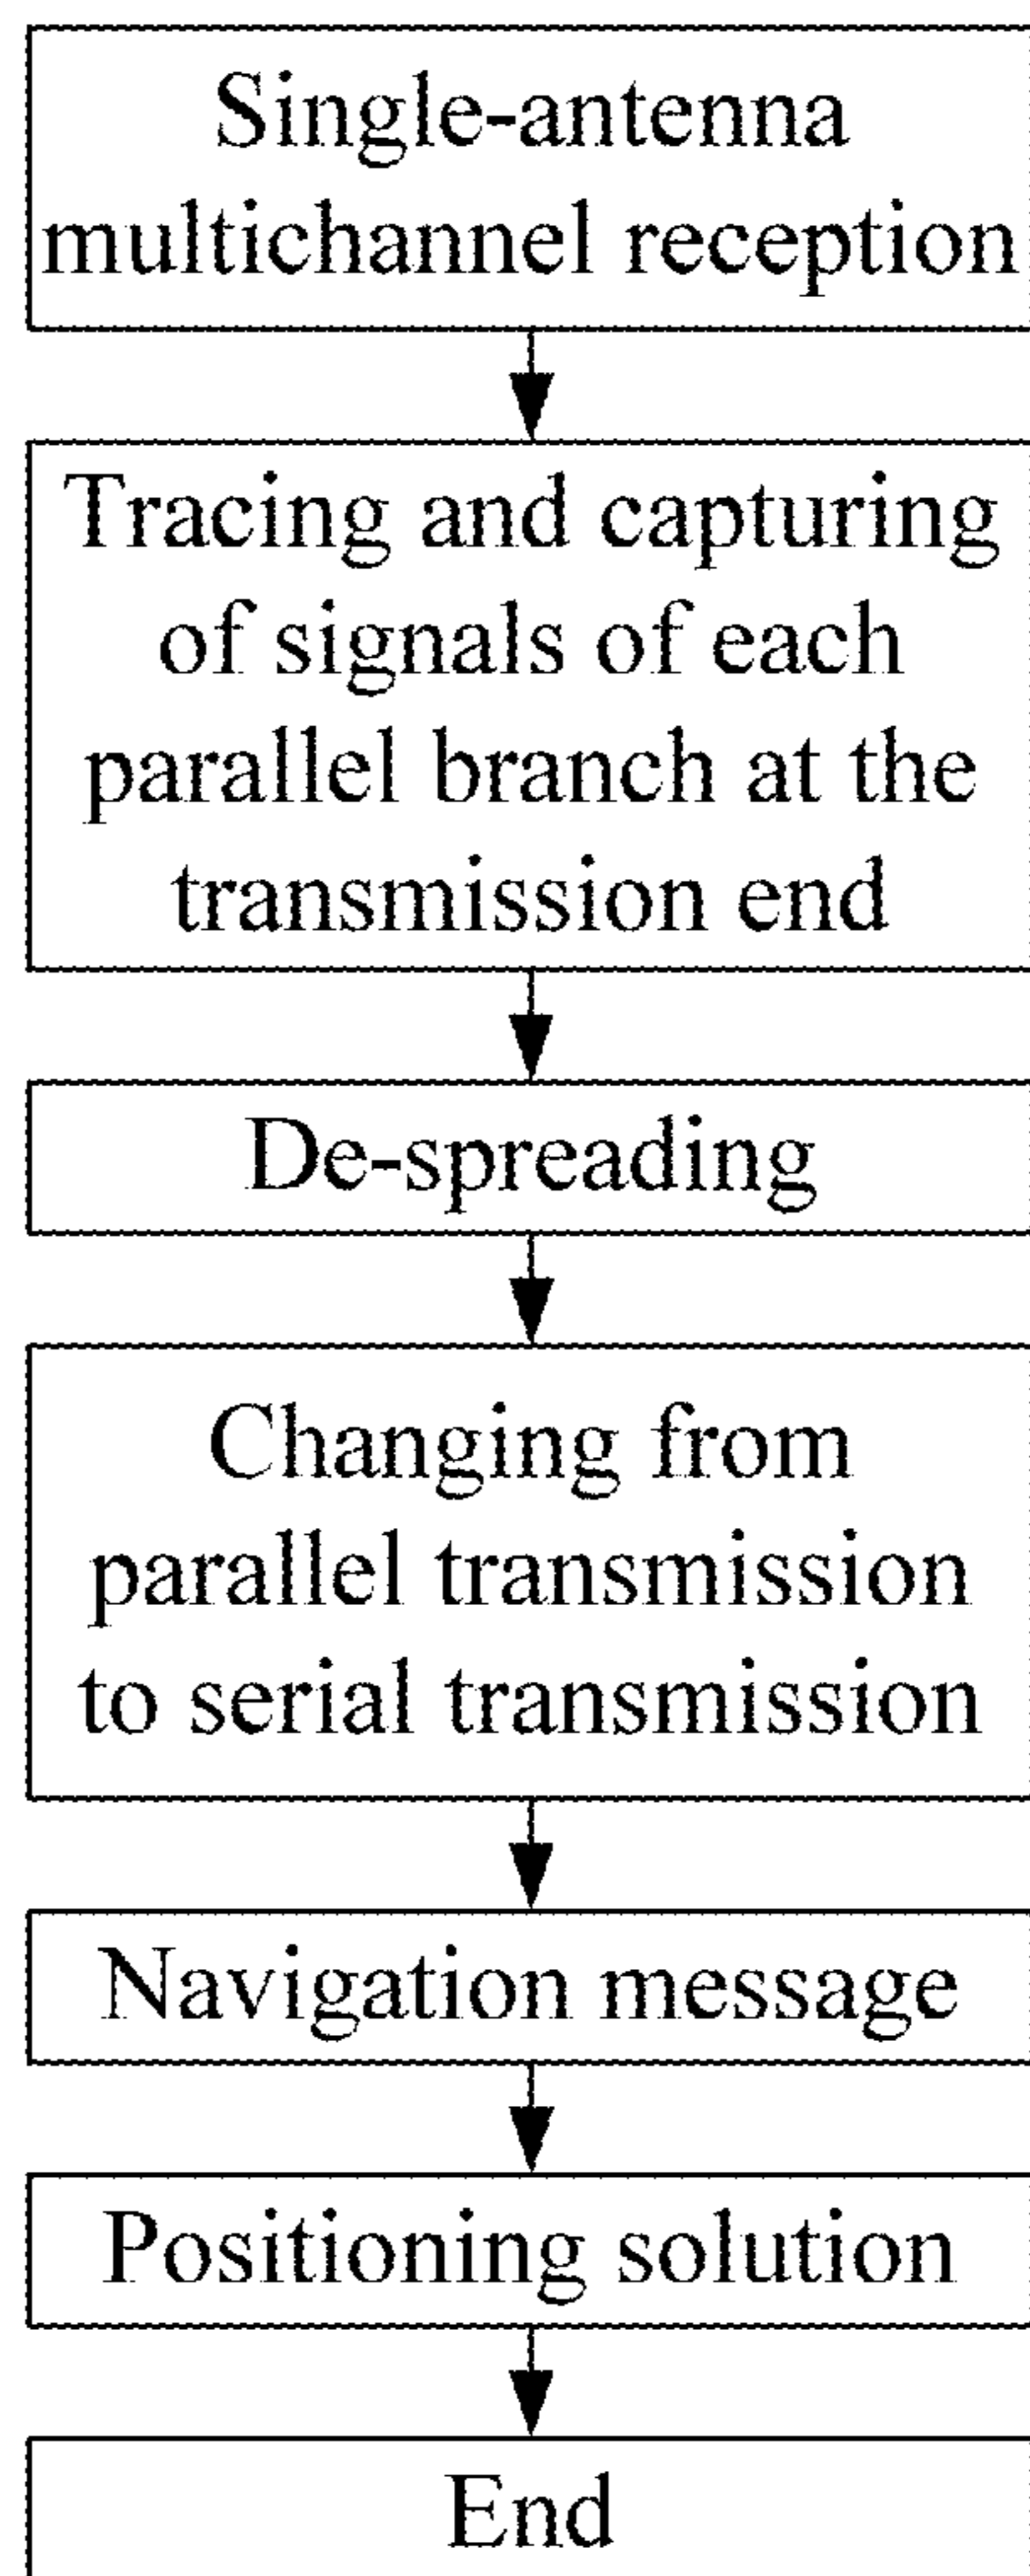 Single-antenna
multichannel reception
Tracing and capturing
of signals of each
parallel branch at the
transmission end
De-spreading
Changing from
parallel transmission
to serial transmission
Navigation message
Positioning solution
End